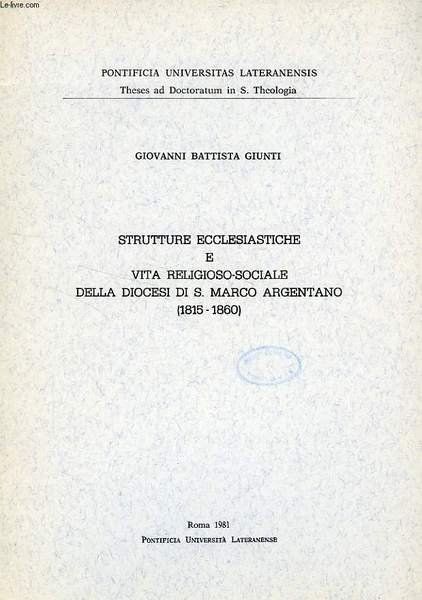 Le-livre.com
PONTIFICIA UNIVERSITAS LATERANENSIS
Theses ad Doctoratum in S. Theologia
GIOVANNI BATTISTA GIUNTI
STRUTTURE ECCLESIASTICHE
E
VITA RELIGIOSO-SOCIALE
DELLA DIOCESI DI S. MARCO ARGENTANO
(1815 - 1860)
Roma 1981
PONTIFICIA UNIVERSITÀ LATERANENSE